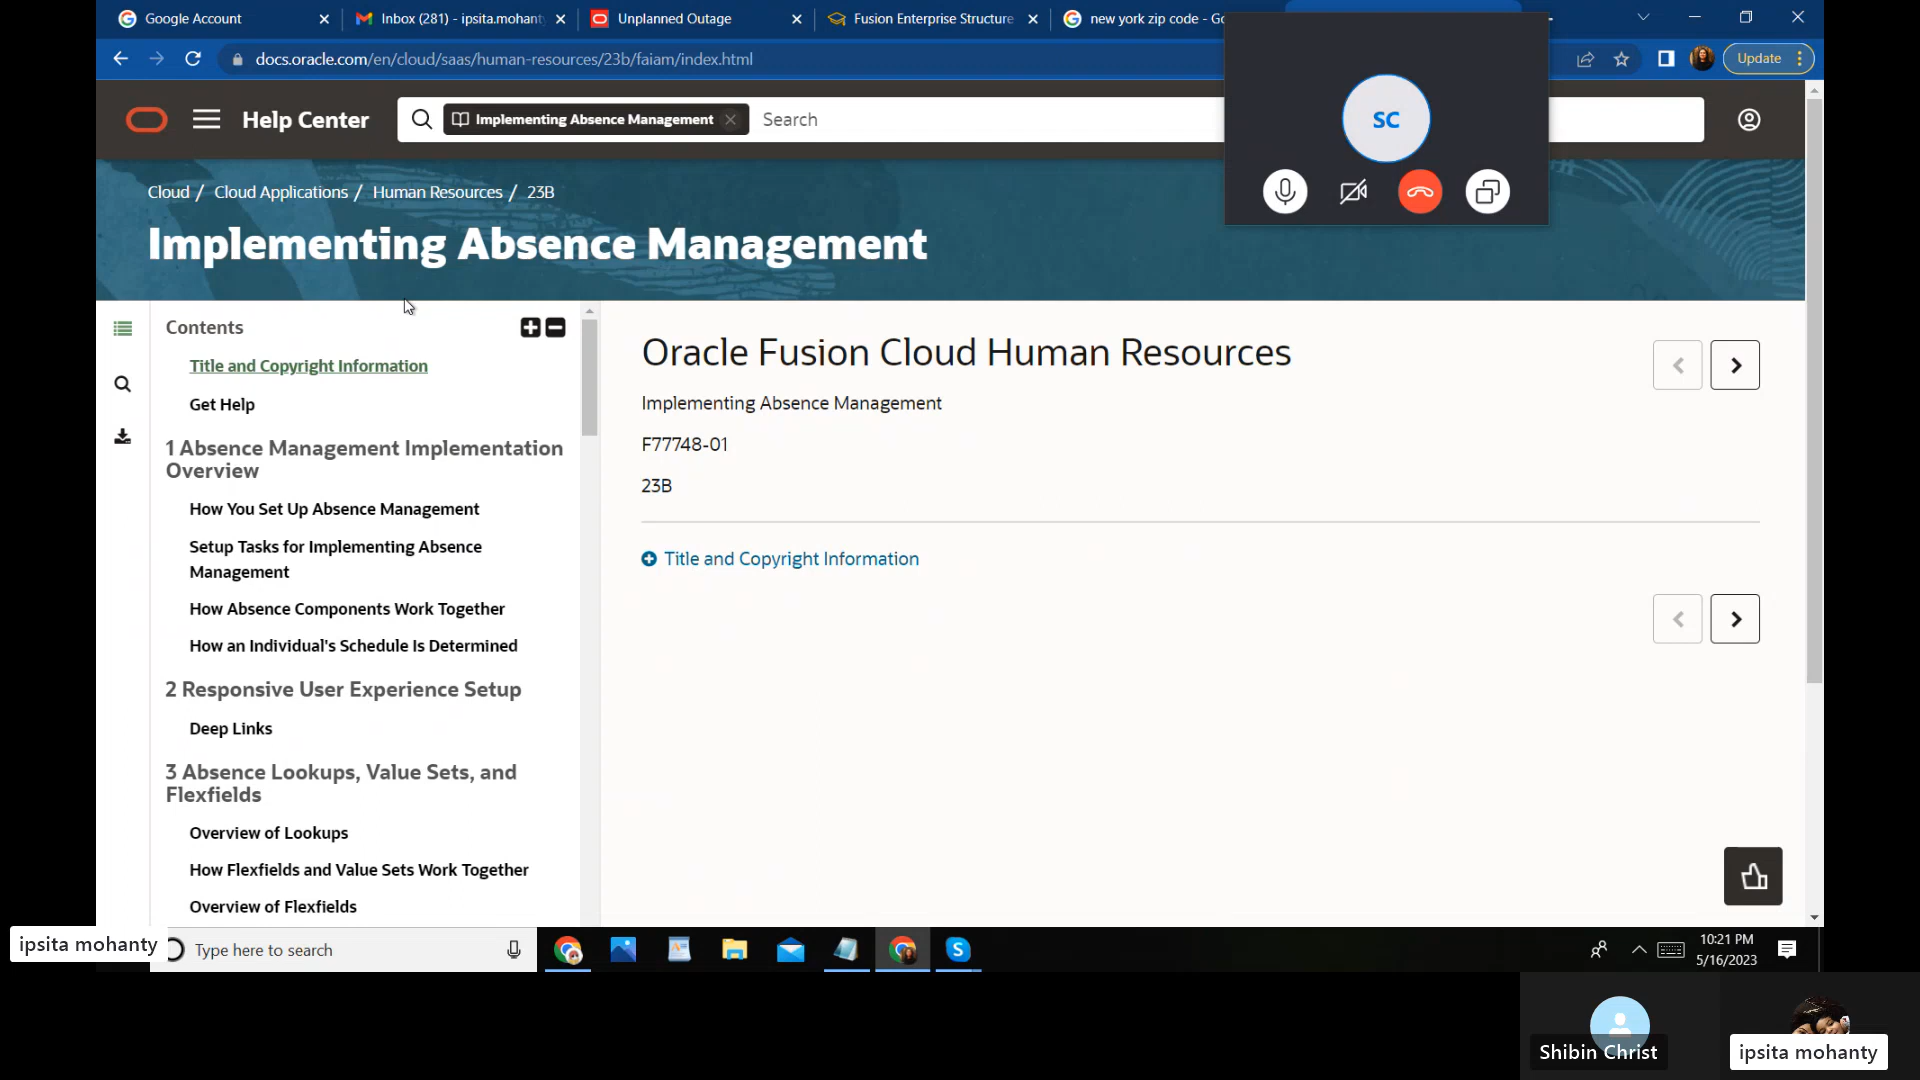 Google Account
Inbox (281) - ipsita.mohant
Unplanned Outage
Fusion Enterprise Structure
new york zip code - Go
docs.oracle.com/en/cloud/saas/human-resources/23b/faiam/index.html
Update
Help Center
Implementing Absence Management
Search
SC
Cloud / Cloud Applications / Human Resources / 23B
Implementing Absence Management
Contents
Title and Copyright Information
Get Help
1 Absence Management Implementation
Overview
How You Set Up Absence Management
Setup Tasks for Implementing Absence
Management
How Absence Components Work Together
How an Individual's Schedule Is Determined
2 Responsive User Experience Setup
Deep Links
3 Absence Lookups, Value Sets, and
Flexfields
Overview of Lookups
How Flexfields and Value Sets Work Together
Overview of Flexfields
Oracle Fusion Cloud Human Resources
Implementing Absence Management
F77748-01
23B
Title and Copyright Information
ipsita mohanty
Type here to search
10:21 PM
5/16/2023
Shibin Christ
ipsita mohanty